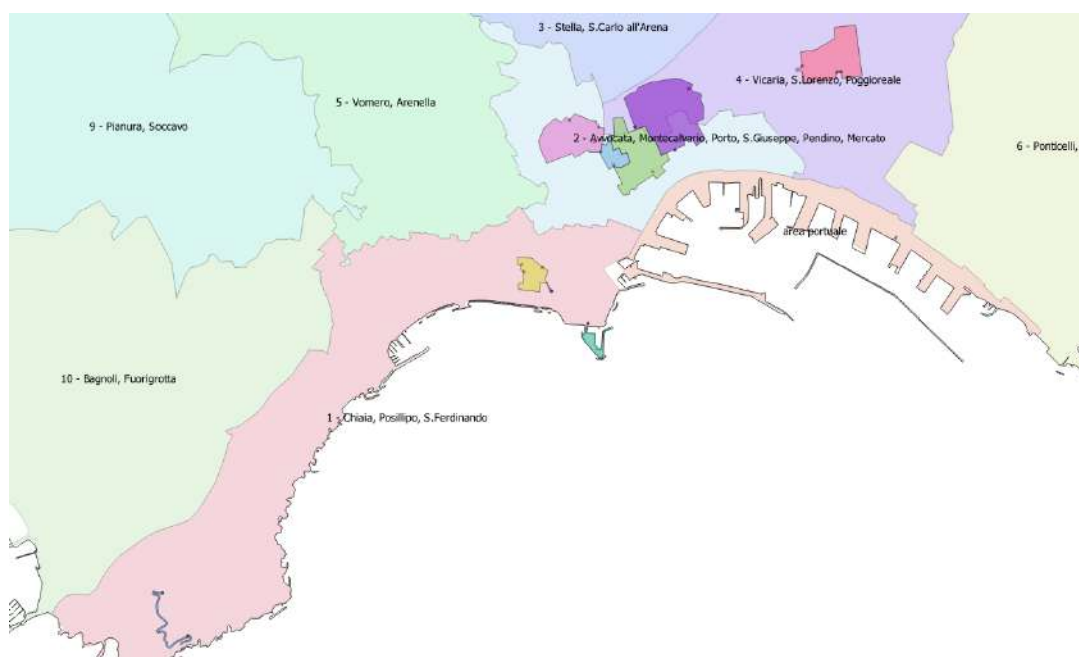 3 - Stella, S.Carlo all'Arena
4 - Vicaria, S.Lorenzo, Poggioreale
5 - Vomero, Arenella
9 - Pianura, Soccavo
2 - Avvocata, Montecalvario, Porto, S.Giuseppe, Pendino, Mercato
6 - Ponticelli,
area portuale
10 - Bagnoli, Fuorigrotta
1 - Chiaia, Posillipo, S.Ferdinando